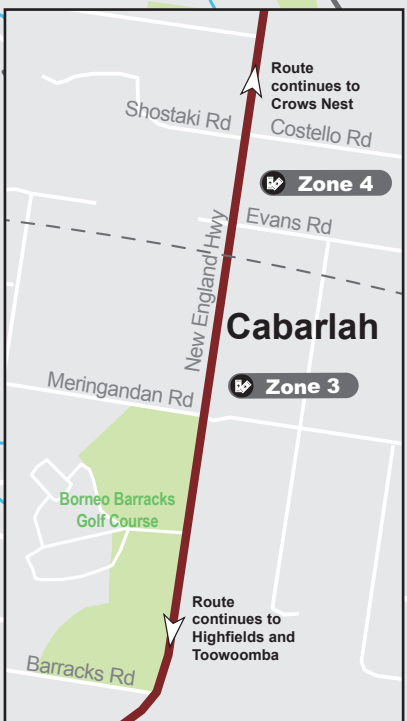 Route
continues to
Crows Nest
Shostaki Rd
Costello Rd
Zone 4
Evans Rd
New England Hwy
Cabarlah
Meringandan Rd
Zone 3
Borneo Barracks
Golf Course
Route
continues to
Highfields and
Toowoomba
Barracks Rd